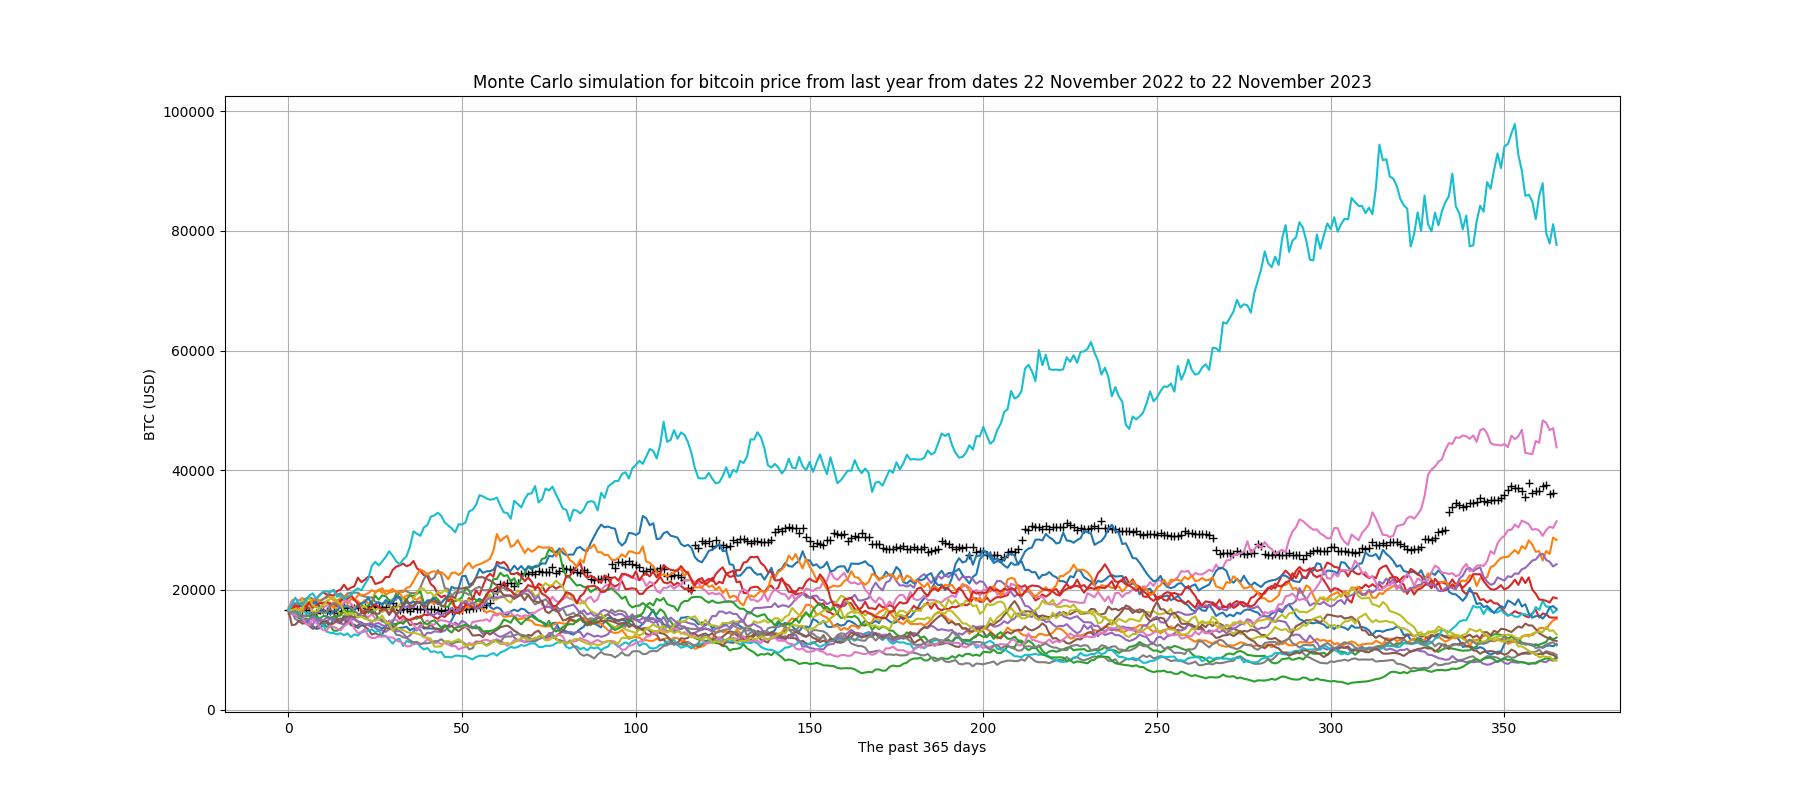 Monte Carlo simulation for bitcoin price from last year from dates 22 November 2022 to 22 November 2023
100000
80000
60000
40000
20000
0
BTC (USD)
0 50 100 150 200 250 300 350
The past 365 days